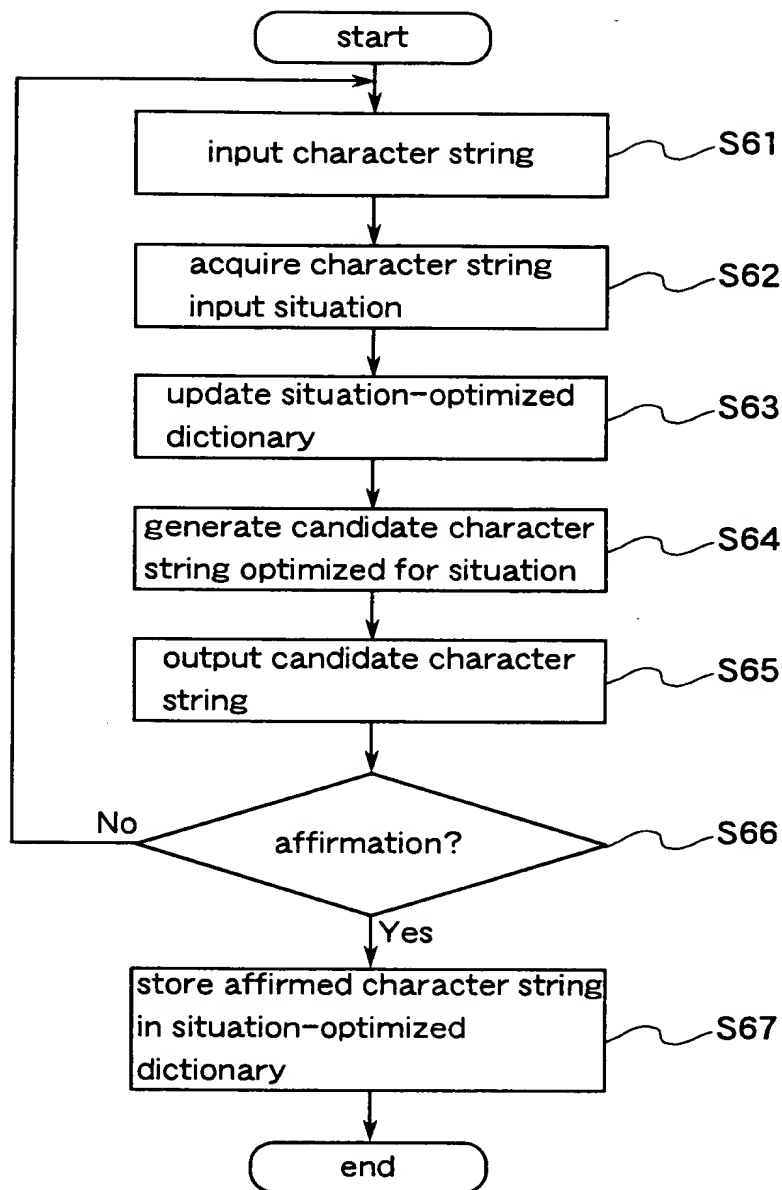 start
input character string
S61
acquire character string
input situation
S62
update situation-optimized
dictionary
S63
generate candidate character
string optimized for situation
S64
output candidate character
string
S65
No
affirmation?
S66
Yes
store affirmed character string
in situation-optimized
dictionary
S67
end